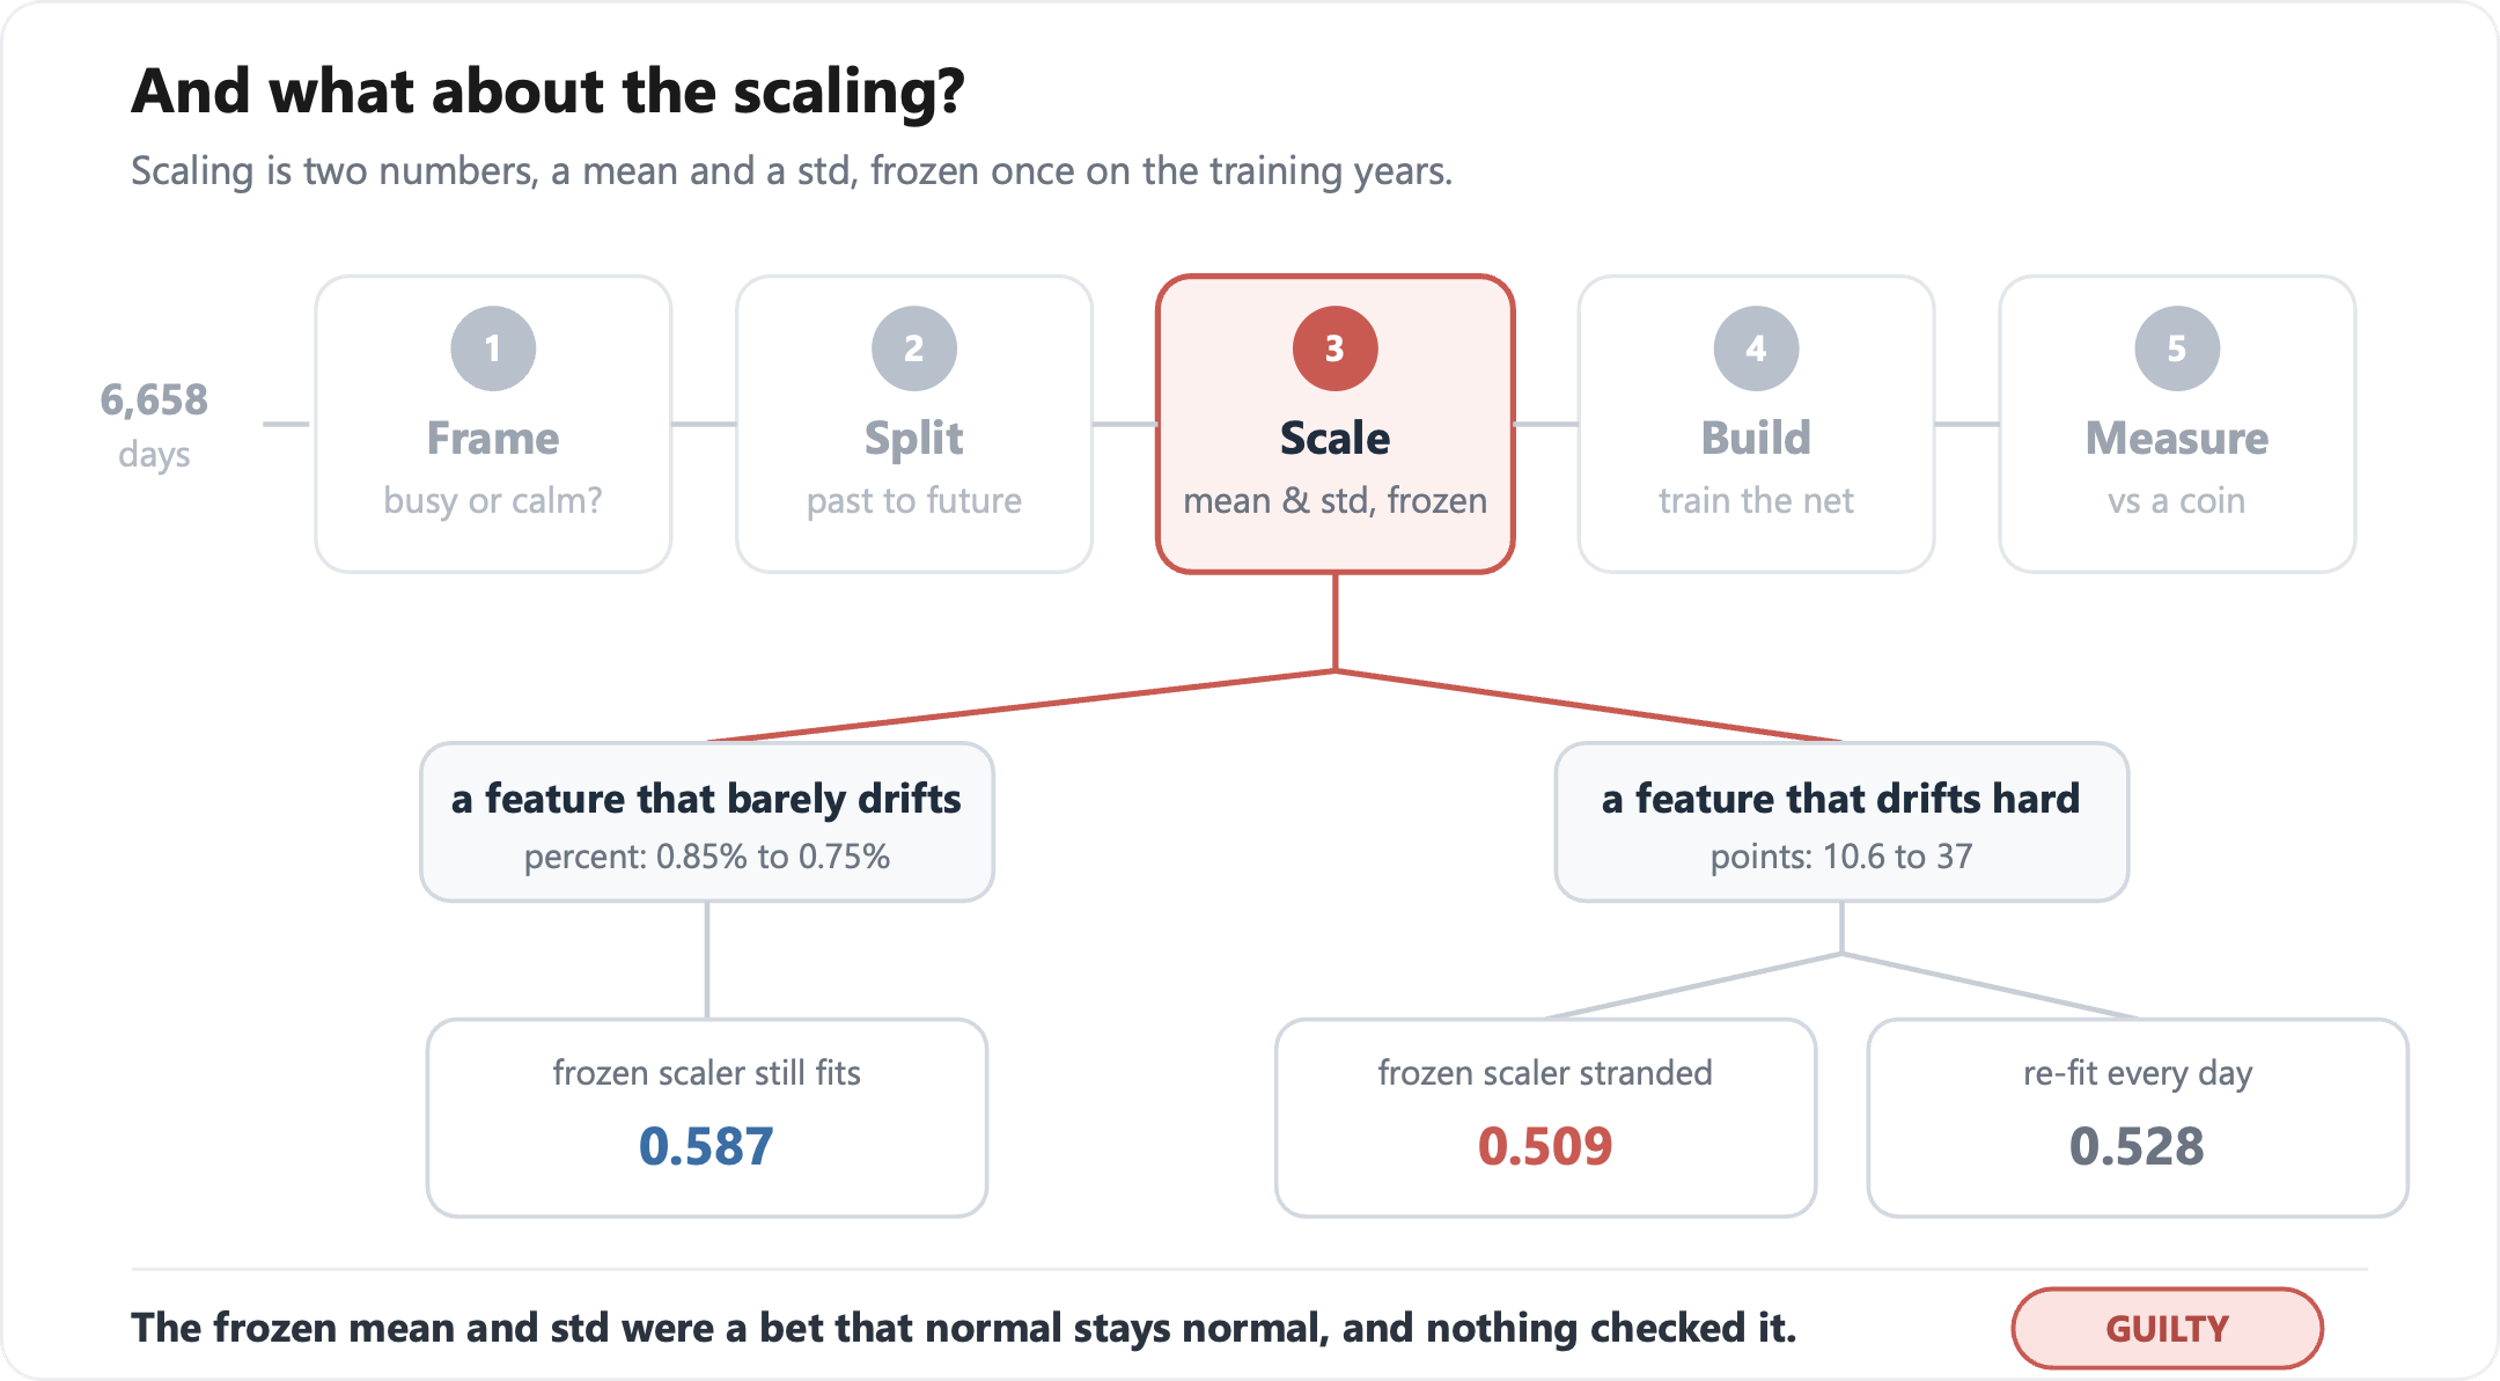 And what about the scaling?
Scaling is two numbers, a mean and a std, frozen once on the training years.
6,658
days
1
Frame
busy or calm?
2
Split
past to future
3
Scale
mean & std, frozen
4
Build
train the net
5
Measure
vs a coin
a feature that barely drifts
percent: 0.85% to 0.75%
a feature that drifts hard
points: 10.6 to 37
frozen scaler still fits
0.587
frozen scaler stranded
0.509
re-fit every day
0.528
The frozen mean and std were a bet that normal stays normal, and nothing checked it.
GUILTY